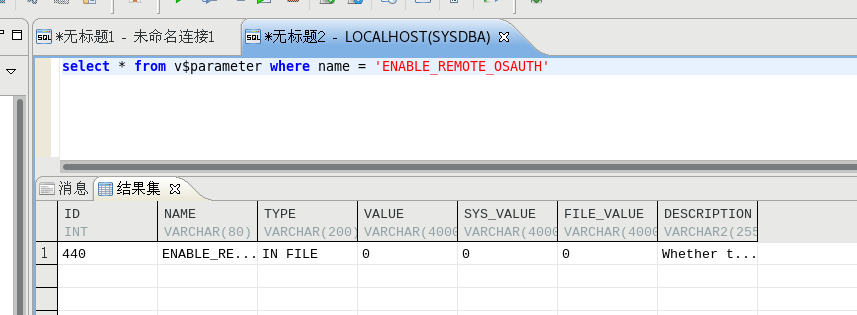 *无标题1 - 未命名连接1 *无标题2 - LOCALHOST(SYSDBA)
select * from v$parameter where name = 'ENABLE_REMOTE_OSAUTH'
消息 结果集
ID NAME TYPE VALUE SYS_VALUE FILE_VALUE DESCRIPTION
INT VARCHAR(80) VARCHAR(200) VARCHAR(4000 VARCHAR(4000 VARCHAR(4000 VARCHAR2(255
1 440 ENABLE_RE... IN FILE 0 0 0 Whether t...